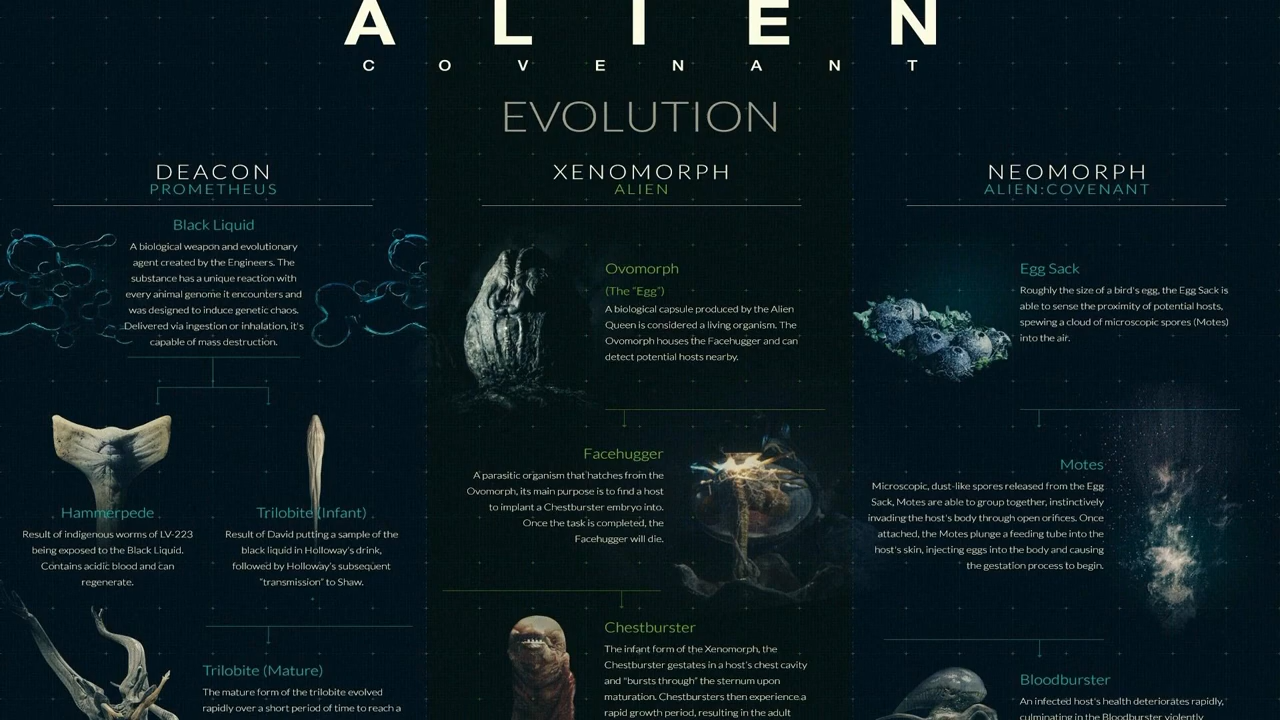 ALIEN
COVENANT
EVOLUTION
DEACON
PROMETHEUS
Black Liquid
A biological weapon and evolutionary
agent created by the Engineers. The
substance has a unique reaction with
every animal genome it encounters and
was designed to induce genetic chaos.
Delivered via ingestion or inhalation, it's
capable of mass destruction.
Hammerpede
Result of indigenous worms of LV-223
being exposed to the Black Liquid.
Contains acidic blood and can
regenerate.
Trilobite (Infant)
Result of David putting a sample of the
black liquid in Holloway's drink,
followed by Holloway's subsequent
"transmission" to Shaw.
Trilobite (Mature)
The mature form of the trilobite evolved
rapidly over a short period of time to reach a
XENOMORPH
ALIEN
Ovomorph
(The "Egg")
A biological capsule produced by the Alien
Queen is considered a living organism. The
Ovomorph houses the Facehugger and can
detect potential hosts nearby.
Facehugger
A parasitic organism that hatches from the
Ovomorph, its main purpose is to find a host
to implant a Chestburster embryo into.
Once the task is completed, the
Facehugger will die.
Chestburster
The infant form of the Xenomorph, the
Chestburster gestates in a host's chest cavity
and "bursts through" the sternum upon
maturation. Chestbursters then experience a
rapid growth period, resulting in the adult
NEOMORPH
ALIEN:COVENANT
Egg Sack
Roughly the size of a bird's egg, the Egg Sack is
able to sense the proximity of potential hosts,
spewing a cloud of microscopic spores (Motes)
into the air.
Motes
Microscopic, dust-like spores released from the Egg
Sack, Motes are able to group together, instinctively
invading the host's body through open orifices. Once
attached, the Motes plunge a feeding tube into the
host's skin, injecting eggs into the body and causing
the gestation process to begin.
Bloodburster
An infected host's health deteriorates rapidly,
culminating in the Bloodburster violently